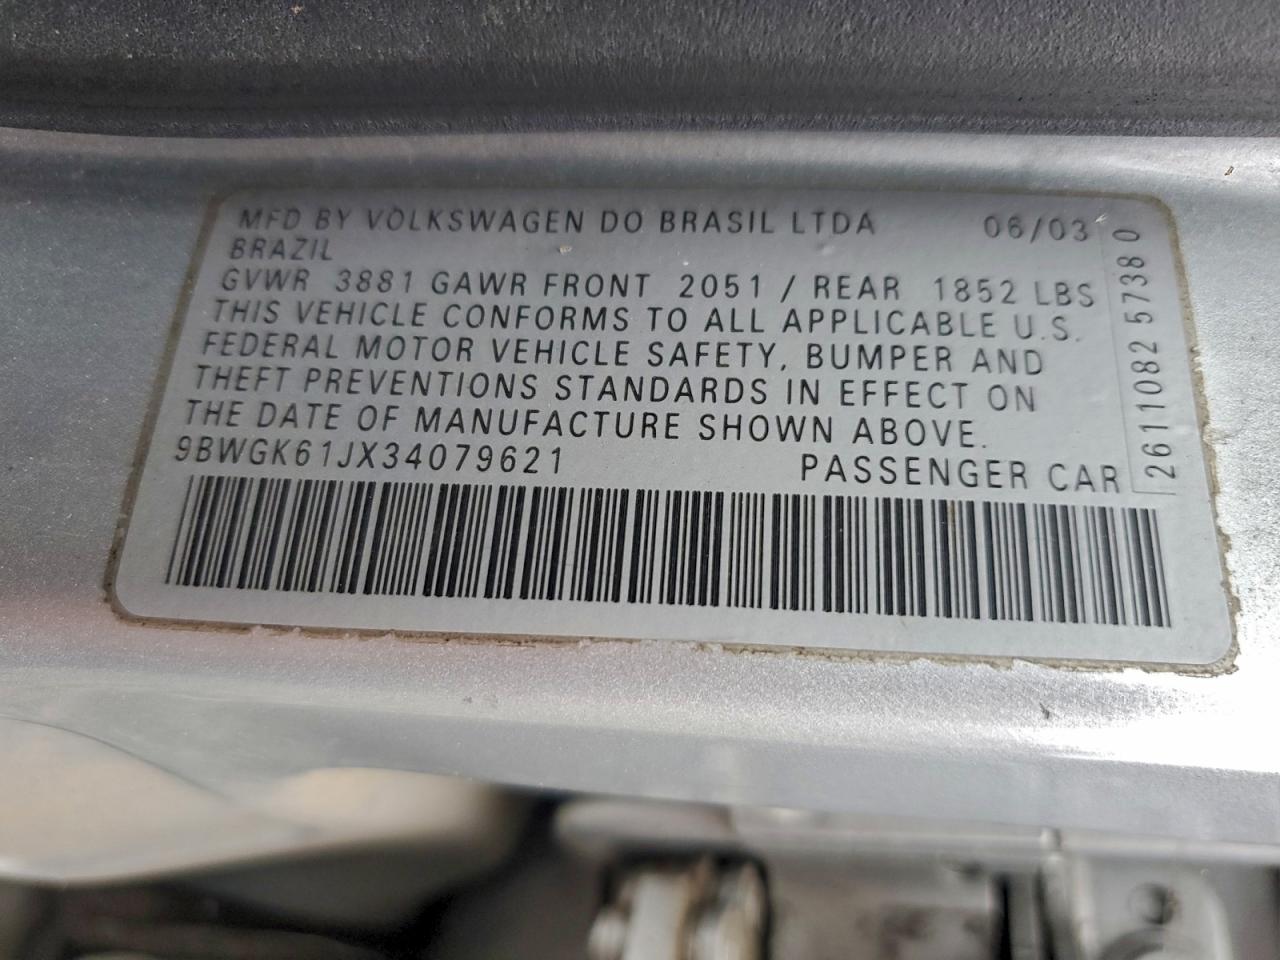 MFD BY VOLKSWAGEN DO BRASIL LTDA 06/03
BRAZIL
GVWR 3881 GAWR FRONT 2051 / REAR 1852 LBS
THIS VEHICLE CONFORMS TO ALL APPLICABLE U.S.
FEDERAL MOTOR VEHICLE SAFETY, BUMPER AND
THEFT PREVENTIONS STANDARDS IN EFFECT ON
THE DATE OF MANUFACTURE SHOWN ABOVE.
9BWGK61JX34079621 PASSENGER CAR
2611082 57380